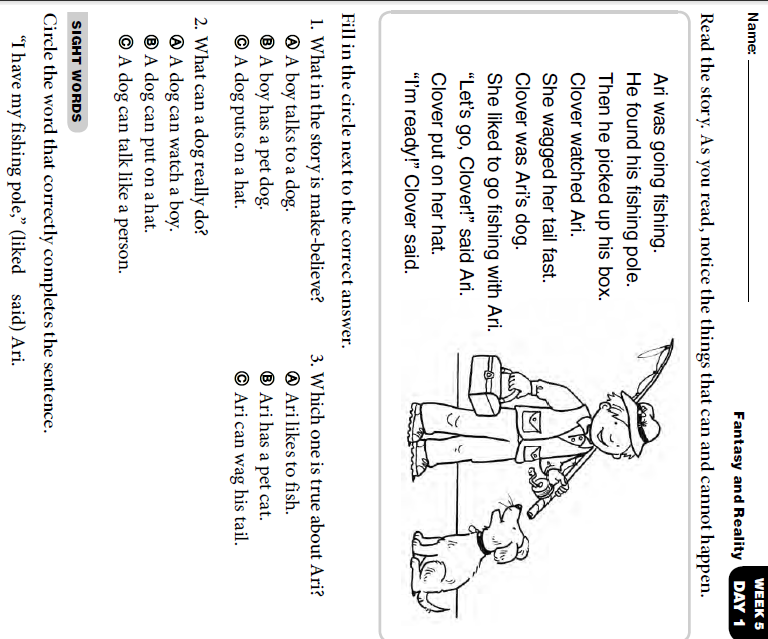 Name:
WEEK 5
DAY 1
Fantasy and Reality
Read the story. As you read, notice the things that can and cannot happen.
Ari was going fishing.
He found his fishing pole.
Then he picked up his box.
Clover watched Ari.
She wagged her tail fast.
Clover was Ari's dog.
She liked to go fishing with Ari.
"Let's go, Clover!" said Ari.
Clover put on her hat.
"I'm ready!" Clover said.
Fill in the circle next to the correct answer.
1. What in the story is make-believe?
Ⓐ A boy talks to a dog.
Ⓑ A boy has a pet dog.
Ⓒ A dog puts on a hat.
2. What can a dog really do?
Ⓐ A dog can watch a boy.
Ⓑ A dog can put on a hat.
Ⓒ A dog can talk like a person.
3. Which one is true about Ari?
Ⓐ Ari likes to fish.
Ⓑ Ari has a pet cat.
Ⓒ Ari can wag his tail.
SIGHT WORDS
Circle the word that correctly completes the sentence.
"I have my fishing pole," (liked said) Ari.